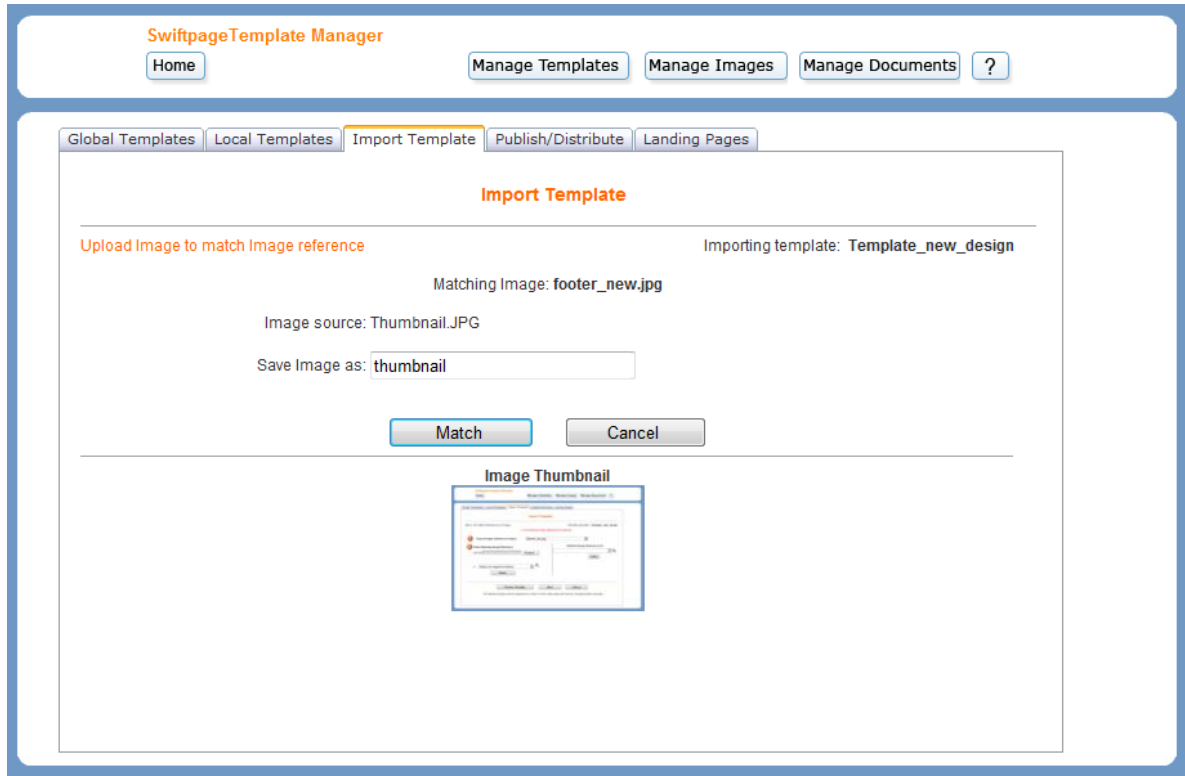 SwiftpageTemplate Manager
Home Manage Templates Manage Images Manage Documents ?
Global Templates Local Templates Import Template Publish/Distribute Landing Pages
Import Template
Upload Image to match Image reference Importing template: Template_new_design
Matching Image: footer_new.jpg
Image source: Thumbnail.JPG
Save Image as: thumbnail
Match Cancel
Image Thumbnail